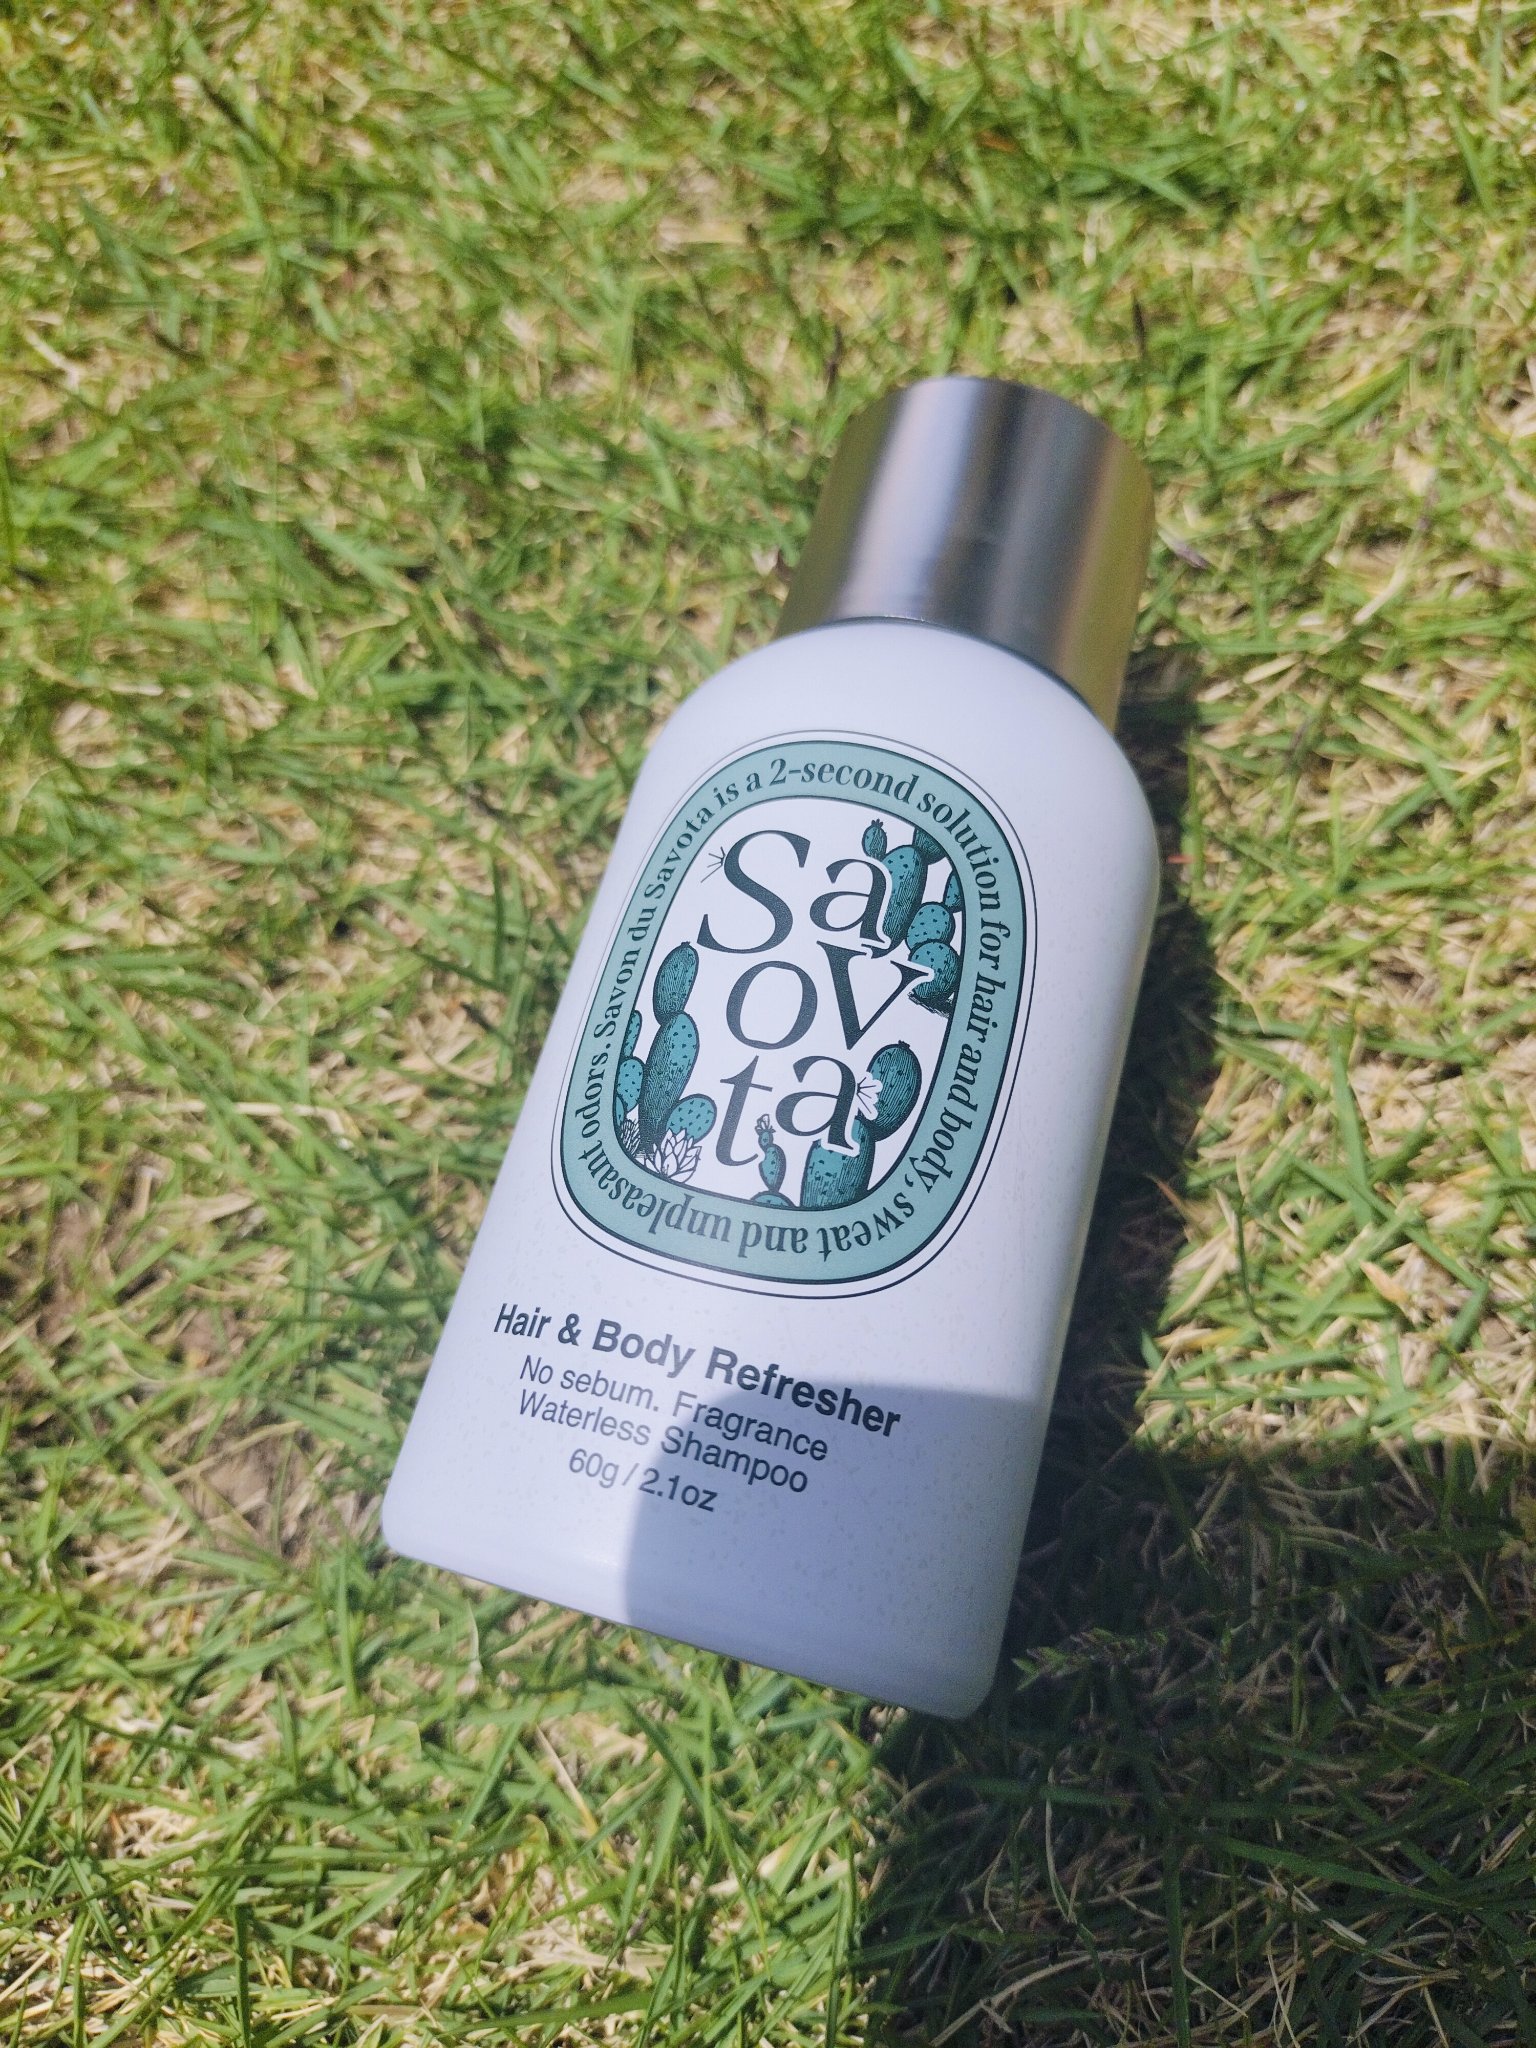 Savon du Savota is a 2-second solution for hair and body, sweat and unpleasant odors.
Sa
ov
ta
Hair & Body Refresher
No sebum. Fragrance
Waterless Shampoo
60g / 2.1oz